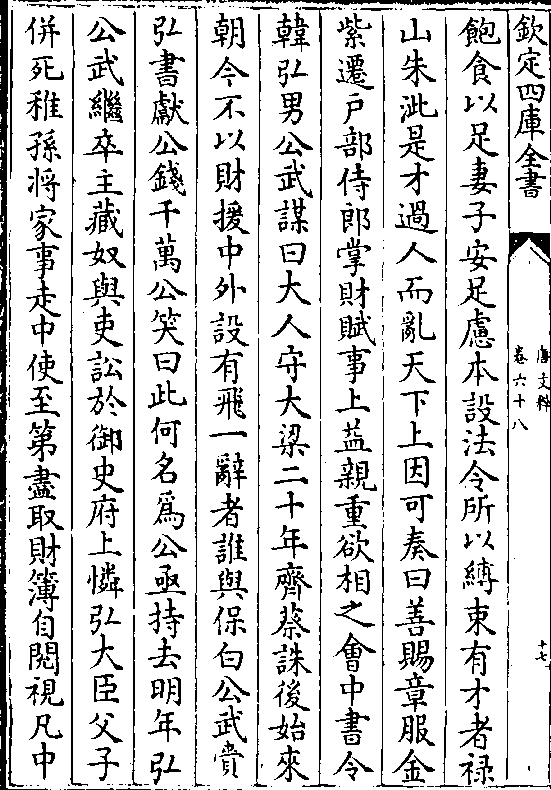 欽定四庫全書
唐文粹
卷六十八
十七
飽食以足妻子安足慮本設法令所以縛束有才者禄
山朱泚是才過人而亂天下上因可奏曰善賜章服金
紫遷戸部侍郎掌財賦事上益親重欲相之會中書令
韓弘男公武謀曰大人守大梁二十年齊蔡誅後始來
朝今不以財援中外設有飛一辭者誰與保白公武貴
弘書獻公錢千萬公笑曰此何名爲公亟持去明年弘
公武繼卒主藏奴與吏訟於御史府上憐弘大臣父子
併死稚孫將家事走中使至第盡取財簿自閱視凡中